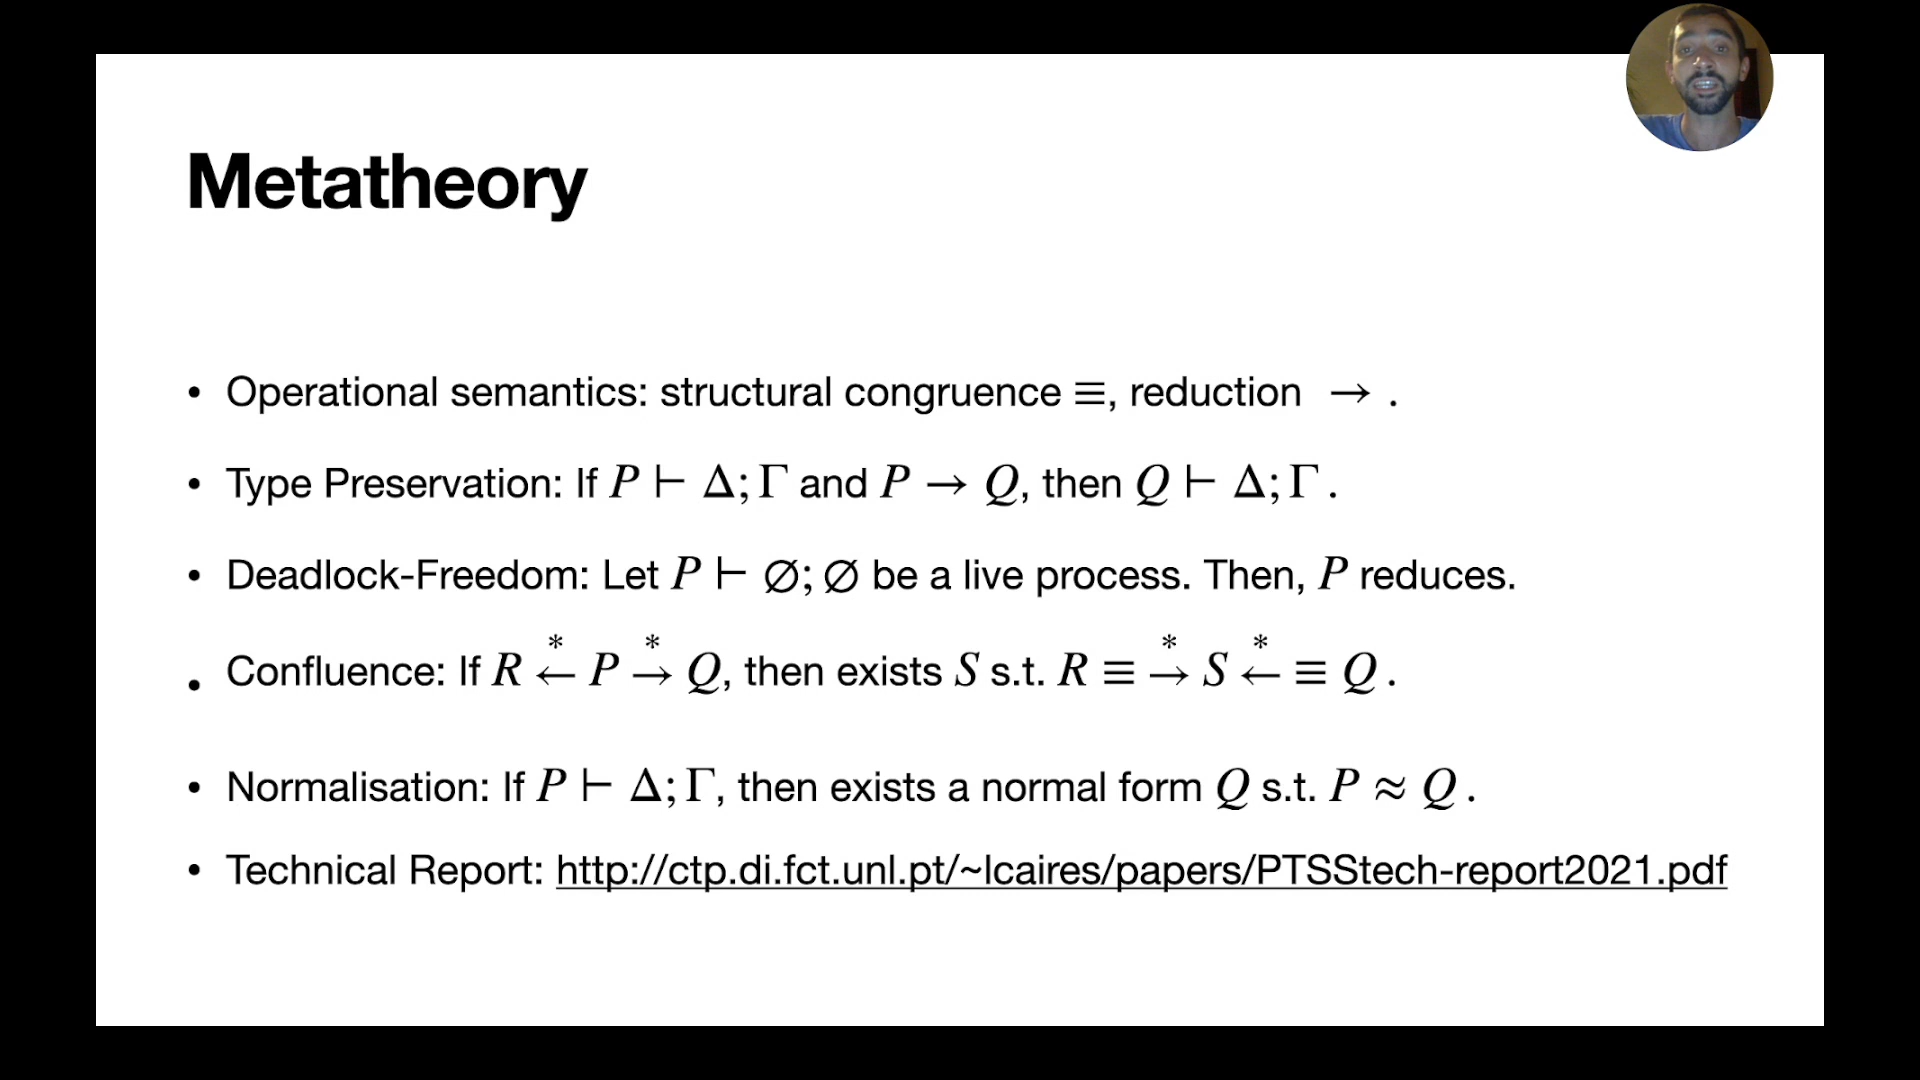 Metatheory
• Operational semantics: structural congruence ≡, reduction → .
• Type Preservation: If P ⊢ Δ; Γ and P → Q, then Q ⊢ Δ; Γ .
• Deadlock-Freedom: Let P ⊢ ∅; ∅ be a live process. Then, P reduces.
• Confluence: If R *← P *→ Q, then exists S s.t. R ≡ *→ S *← ≡ Q .
• Normalisation: If P ⊢ Δ; Γ, then exists a normal form Q s.t. P ≈ Q .
• Technical Report: http://ctp.di.fct.unl.pt/~lcaires/papers/PTSStech-report2021.pdf